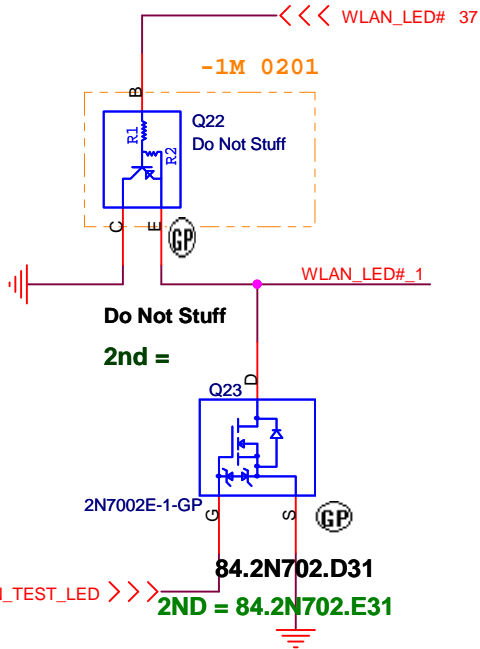 WLAN_LED# 37
-1M 0201
B
Q22
R1
Do Not Stuff
R2
C
E
GP
WLAN_LED#_1
Do Not Stuff
2nd =
D
Q23
2N7002E-1-GP
G
S
GP
84.2N702.D31
_TEST_LED
2ND = 84.2N702.E31